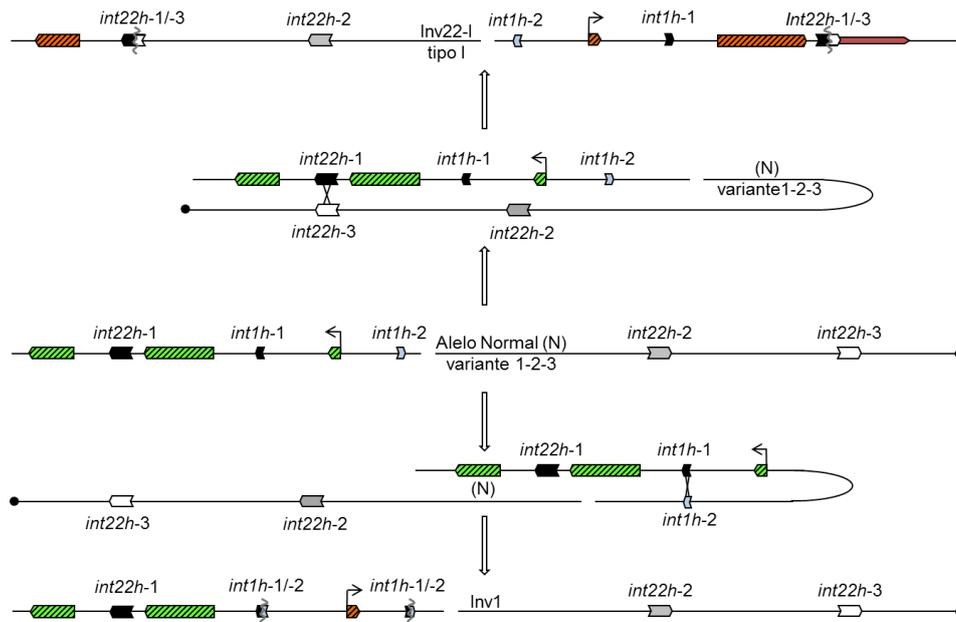 int22h-1/-3
int22h-2
Inv22-I
tipo I
int1h-2
int1h-1
Int22h-1/-3
int22h-1
int1h-1
int1h-2
(N)
variante1-2-3
int22h-3
int22h-2
int22h-1
int1h-1
int1h-2
Alelo Normal (N)
variante 1-2-3
int22h-2
int22h-3
int22h-1
int1h-1
(N)
int22h-3
int22h-2
int1h-2
int22h-1
int1h-1/-2
int1h-1/-2
Inv1
int22h-2
int22h-3